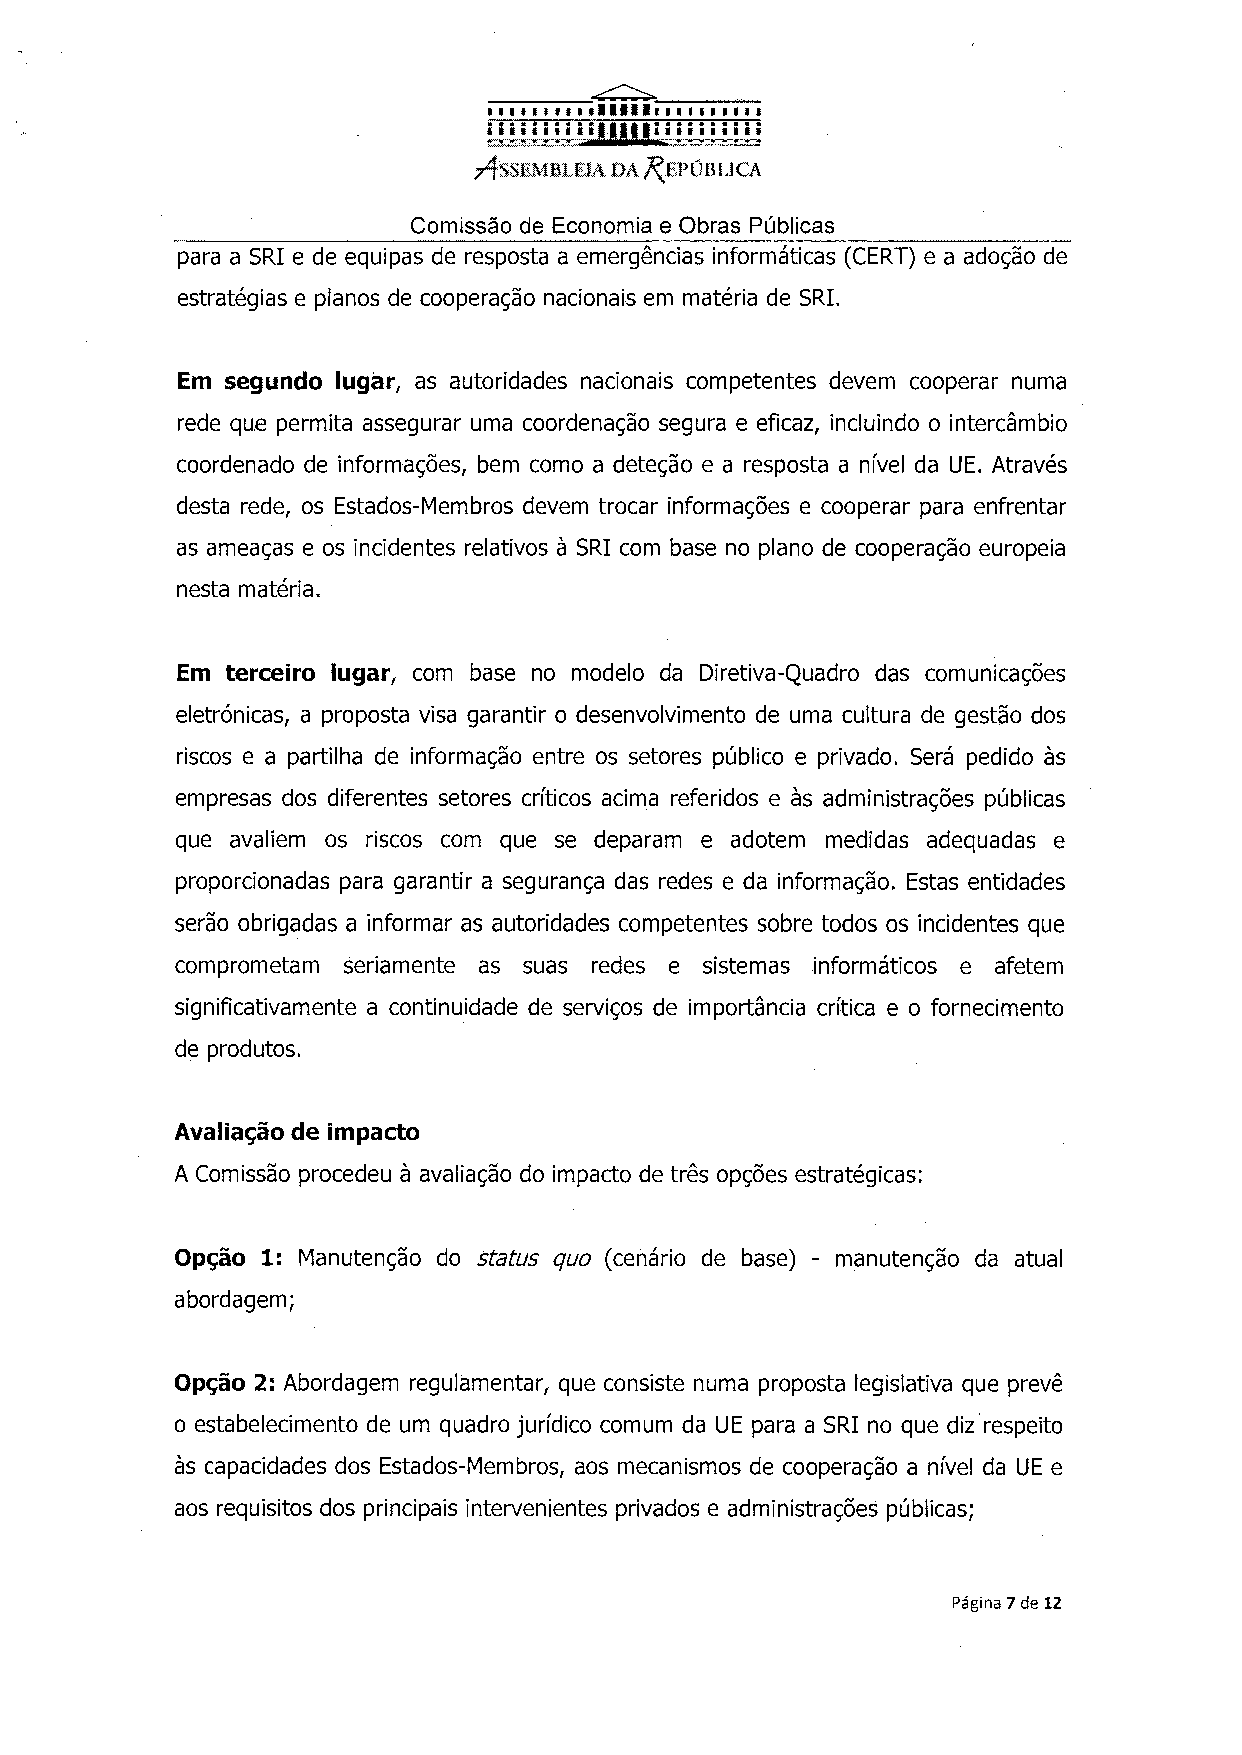 ASSEMBLEIA DA REPÚBLICA
Comissão de Economia e Obras Públicas
para a SRI e de equipas de resposta a emergências informáticas (CERT) e a adoção de
estratégias e planos de cooperação nacionais em matéria de SRI.
Em segundo lugar, as autoridades nacionais competentes devem cooperar numa
rede que permita assegurar uma coordenação segura e eficaz, incluindo o intercâmbio
coordenado de informações, bem como a deteção e a resposta a nível da UE. Através
desta rede, os Estados-Membros devem trocar informações e cooperar para enfrentar
as ameaças e os incidentes relativos à SRI com base no plano de cooperação europeia
nesta matéria.
Em terceiro lugar, com base no modelo da Diretiva-Quadro das comunicações
eletrónicas, a proposta visa garantir o desenvolvimento de uma cultura de gestão dos
riscos e a partilha de informação entre os setores público e privado. Será pedido às
empresas dos diferentes setores críticos acima referidos e às administrações públicas
que avaliem os riscos com que se deparam e adotem medidas adequadas e
proporcionadas para garantir a segurança das redes e da informação. Estas entidades
serão obrigadas a informar as autoridades competentes sobre todos os incidentes que
comprometam seriamente as suas redes e sistemas informáticos e afetem
significativamente a continuidade de serviços de importância crítica e o fornecimento
de produtos.
Avaliação de impacto
A Comissão procedeu à avaliação do impacto de três opções estratégicas:
Opção 1: Manutenção do status quo (cenário de base) - manutenção da atual
abordagem;
Opção 2: Abordagem regulamentar, que consiste numa proposta legislativa que prevê
o estabelecimento de um quadro jurídico comum da UE para a SRI no que diz respeito
às capacidades dos Estados-Membros, aos mecanismos de cooperação a nível da UE e
aos requisitos dos principais intervenientes privados e administrações públicas;
Página 7 de 12